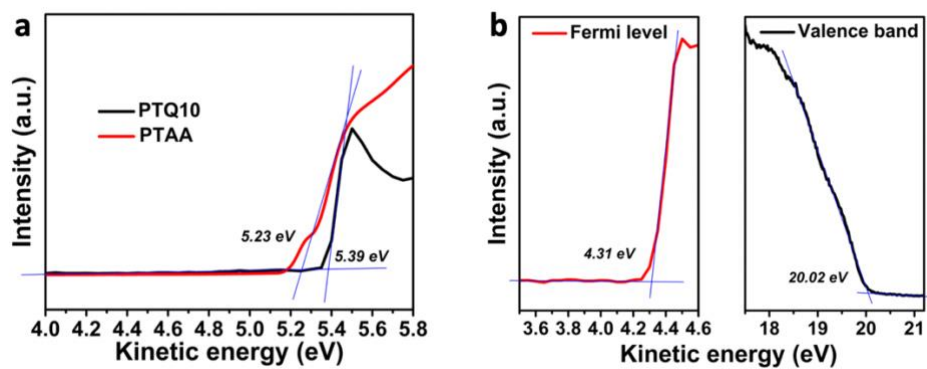 a
Intensity (a.u.)
PTQ10
PTAA
5.23 eV
5.39 eV
4.0 4.2 4.4 4.6 4.8 5.0 5.2 5.4 5.6 5.8
Kinetic energy (eV)
b
Intensity (a.u.)
Fermi level
4.31 eV
3.6 3.8 4.0 4.2 4.4 4.6
Valence band
20.02 eV
18 19 20 21
Kinetic energy (eV)